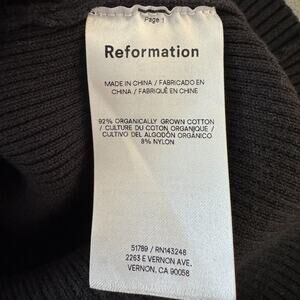 Page 1
Reformation
MADE IN CHINA / FABRICADO EN
CHINA / FABRIQUÉ EN CHINE
92% ORGANICALLY GROWN COTTON
/ CULTURE DU COTON ORGANIQUE /
CULTIVO DEL ALGODÓN ORGÁNICO
8% NYLON
51789 / RN143248
2263 E VERNON AVE.
VERNON, CA 90058